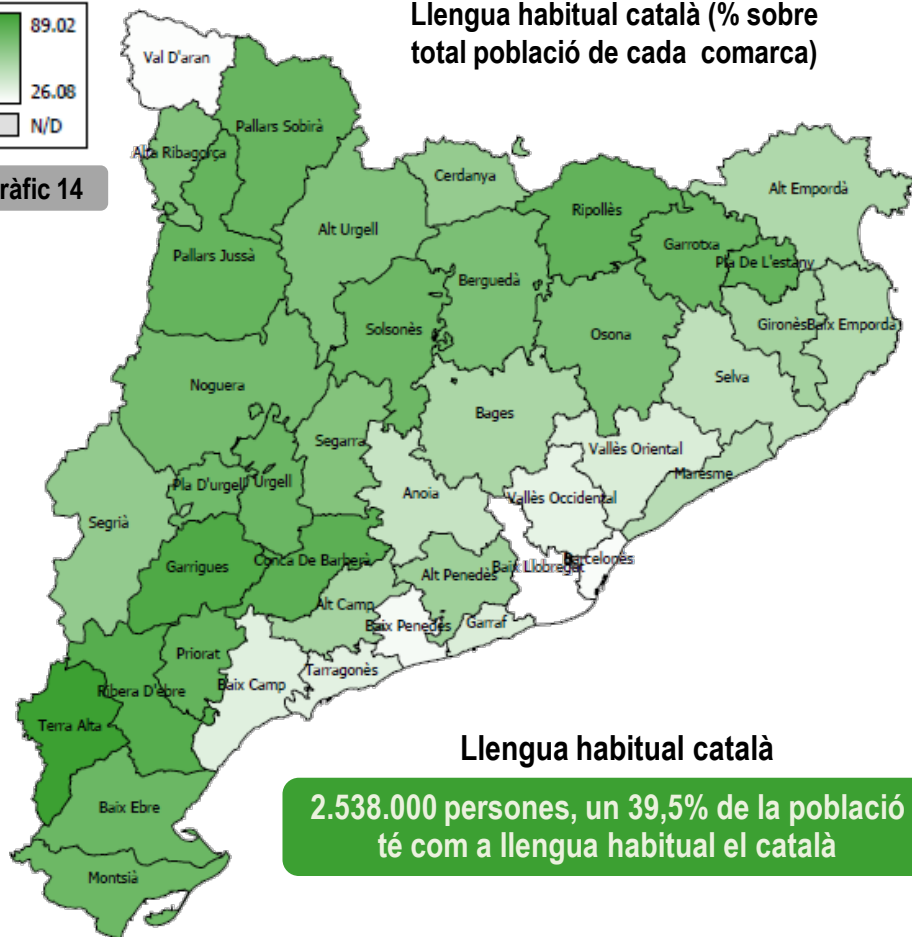 89.02
26.08
N/D
ràfic 14
Llengua habitual català (% sobre
total població de cada comarca)
Val D'aran
Pallars Sobirà
Alta Ribagorça
Cerdanya
Alt Empordà
Ripollès
Alt Urgell
Garrotxa
Pla De L'estany
Pallars Jussà
Berguedà
Solsonès
Osona
Gironès
Baix Empordà
Noguera
Selva
Bages
Segarra
Vallès Oriental
Maresme
Pla D'urgell
Urgell
Anoia
Vallès Occidental
Segrià
Garrigues
Conca De Barberà
Alt Penedès
Baix Llobregat
Barcelonès
Alt Camp
Baix Penedès
Garraf
Priorat
Tarragonès
Ribera D'ebre
Baix Camp
Terra Alta
Baix Ebre
Montsià
Llengua habitual català
2.538.000 persones, un 39,5% de la població
té com a llengua habitual el català